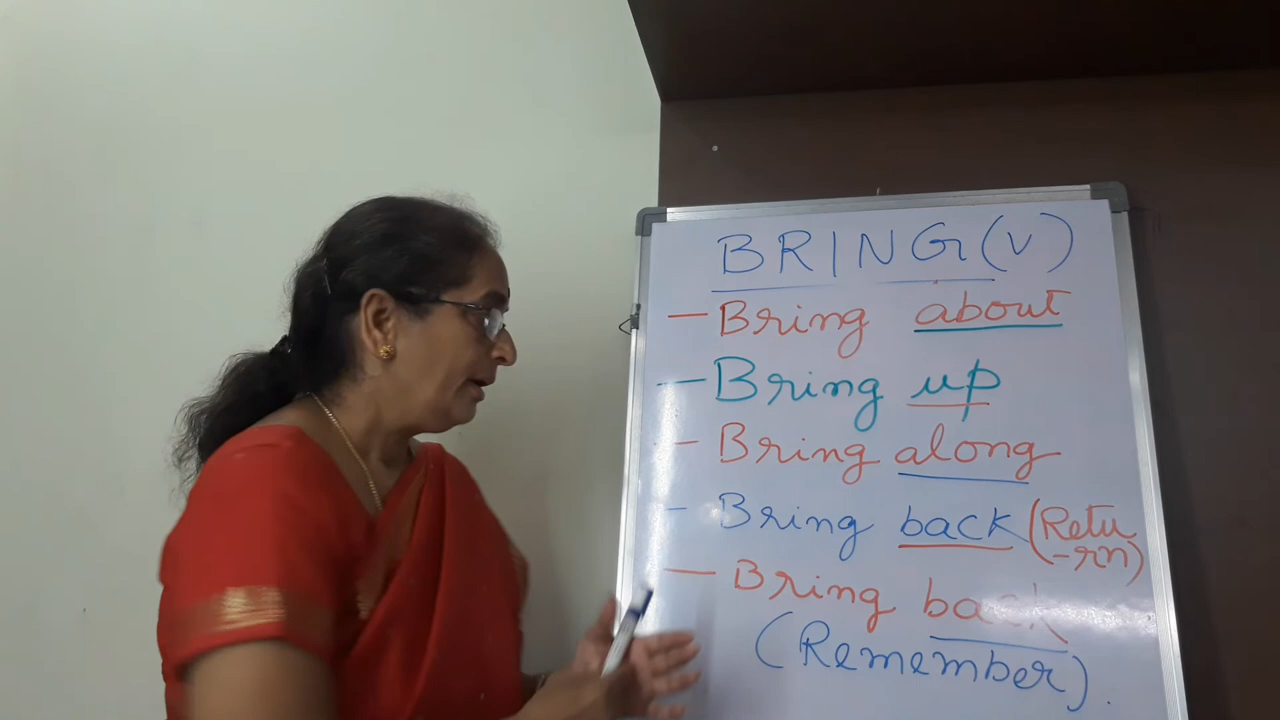 BRING (v)
- Bring about
- Bring up
- Bring along
- Bring back (Retu
-rn)
- Bring back
(Remember)